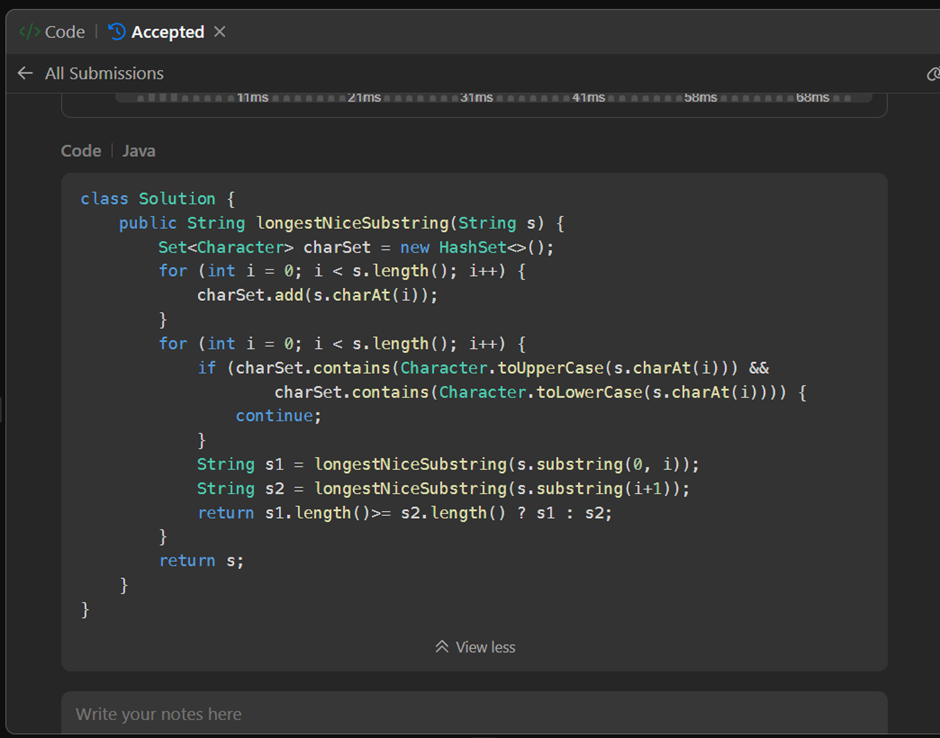 </> Code | Accepted ×
← All Submissions
11ms 21ms 31ms 41ms 58ms 68ms
Code | Java
class Solution {
    public String longestNiceSubstring(String s) {
        Set<Character> charSet = new HashSet<>();
        for (int i = 0; i < s.length(); i++) {
            charSet.add(s.charAt(i));
        }
        for (int i = 0; i < s.length(); i++) {
            if (charSet.contains(Character.toUpperCase(s.charAt(i))) &&
                    charSet.contains(Character.toLowerCase(s.charAt(i)))) {
                continue;
            }
            String s1 = longestNiceSubstring(s.substring(0, i));
            String s2 = longestNiceSubstring(s.substring(i+1));
            return s1.length()>= s2.length() ? s1 : s2;
        }
        return s;
    }
}
View less
Write your notes here